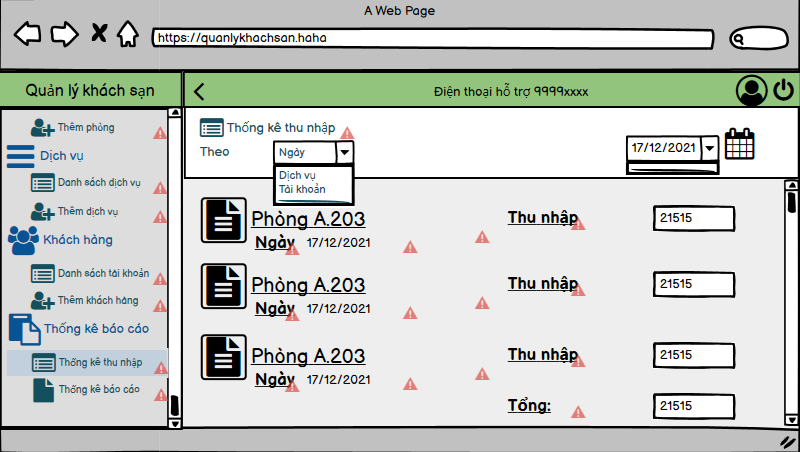 A Web Page
https://quanlykhachsan.haha
Quản lý khách sạn
Điện thoại hỗ trợ 9999xxxx
Thêm phòng
Dịch vụ
Danh sách dịch vụ
Thêm dịch vụ
Khách hàng
Danh sách tài khoản
Thêm khách hàng
Thống kê báo cáo
Thống kê thu nhập
Thống kê báo cáo
Thống kê thu nhập
Theo
Ngày
Dịch vụ
Tài khoản
17/12/2021
Phòng A.203
Thu nhập
21515
Ngày 17/12/2021
Phòng A.203
Thu nhập
21515
Ngày 17/12/2021
Phòng A.203
Thu nhập
21515
Ngày 17/12/2021
Tổng:
21515